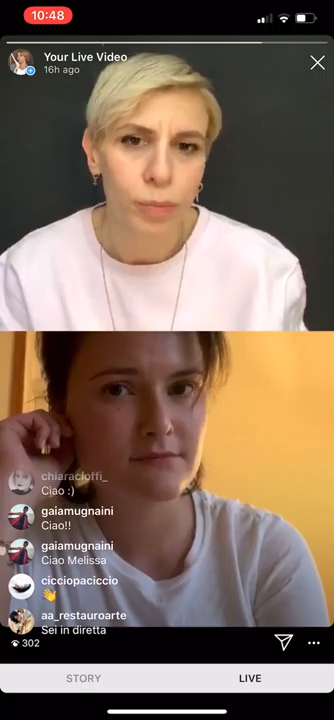 10:48
Your Live Video
16h ago
chiaracioffi_
Ciao :)
gaiamugnaini
Ciao!!
gaiamugnaini
Ciao Melissa
cicciopaciccio
👋
aa_restauroarte
Sei in diretta
302
STORY
LIVE